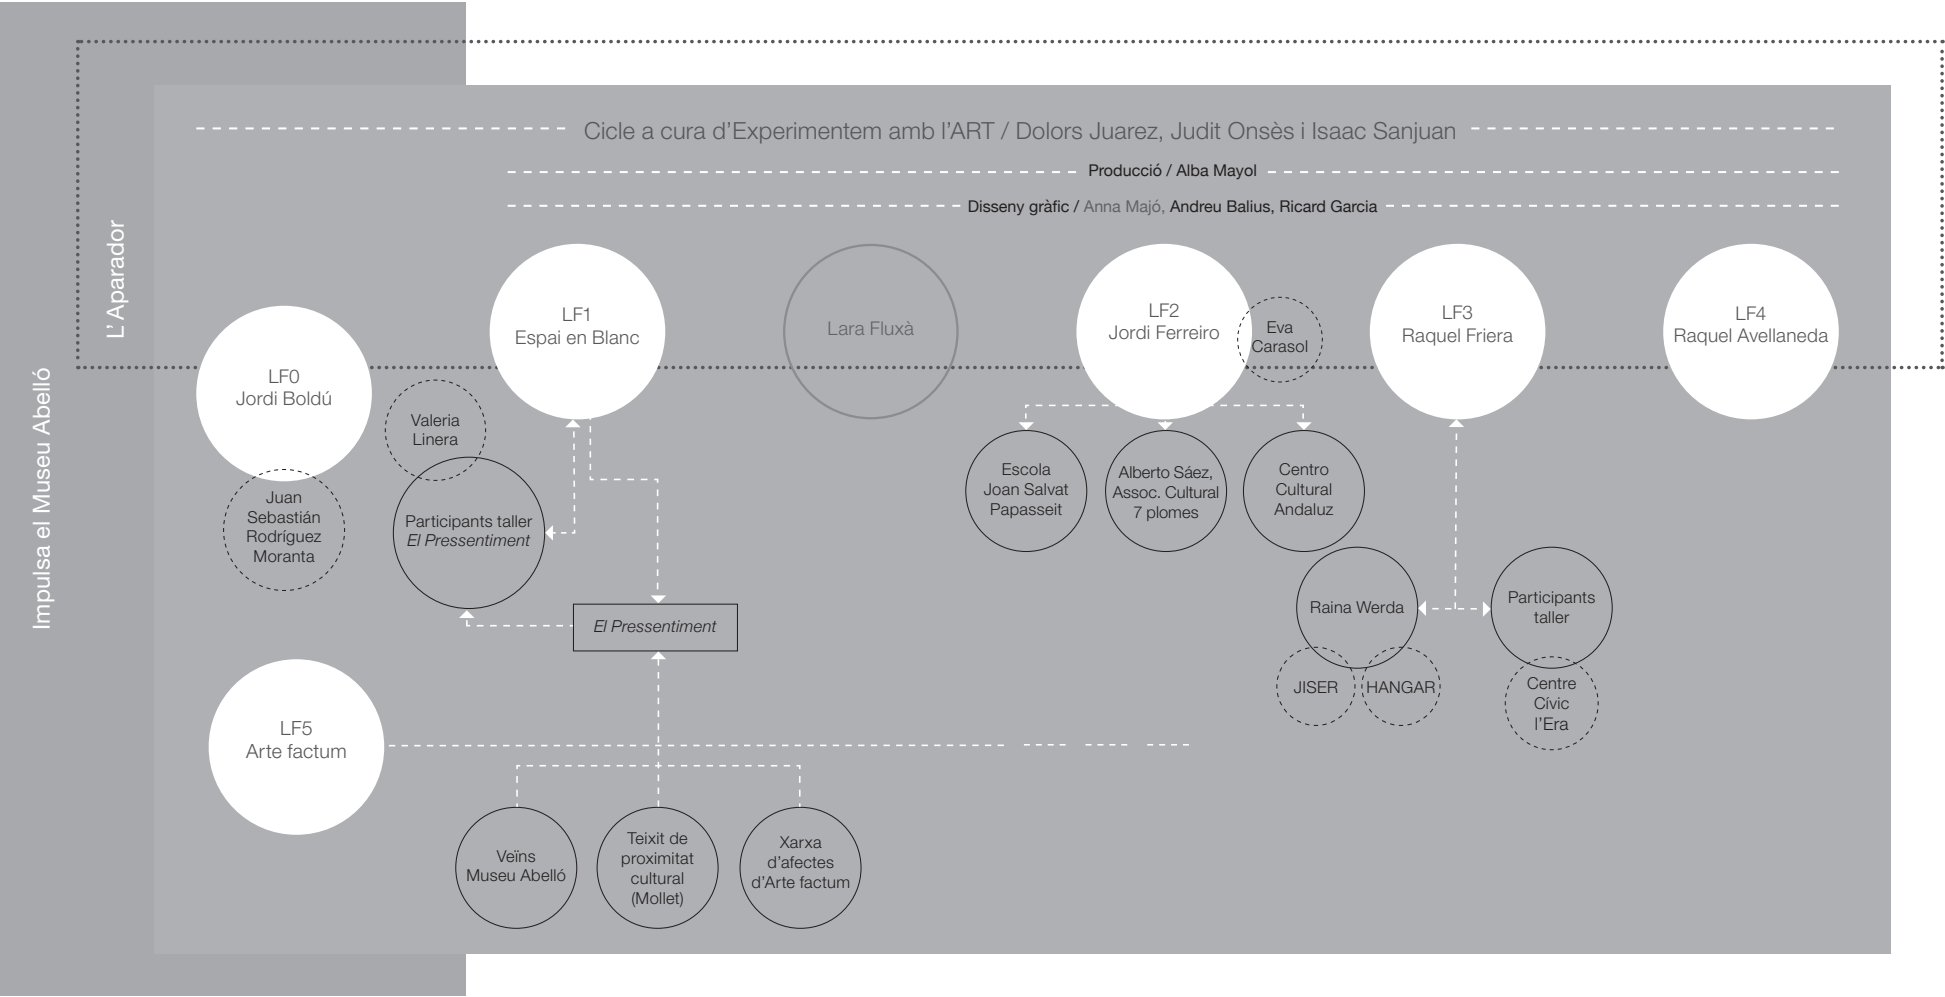 Cicle a cura d'Experimentem amb l'ART / Dolors Juarez, Judit Onsès i Isaac Sanjuan
Producció / Alba Mayol
Disseny gràfic / Anna Majó, Andreu Balius, Ricard Garcia
L' Aparador
Impulsa el Museu Abelló
LF0
Jordi Boldú
Juan
Sebastián
Rodríguez
Moranta
LF1
Espai en Blanc
Valeria
Linera
Participants taller
El Pressentiment
El Pressentiment
Lara Fluxà
LF2
Jordi Ferreiro
Eva
Carasol
Escola
Joan Salvat
Papasseit
Alberto Sáez,
Assoc. Cultural
7 plomes
Centro
Cultural
Andaluz
LF3
Raquel Friera
Raina Werda
JISER
HANGAR
Participants
taller
Centre
Cívic
l'Era
LF4
Raquel Avellaneda
LF5
Arte factum
Veïns
Museu Abelló
Teixit de
proximitat
cultural
(Mollet)
Xarxa
d'afectes
d'Arte factum